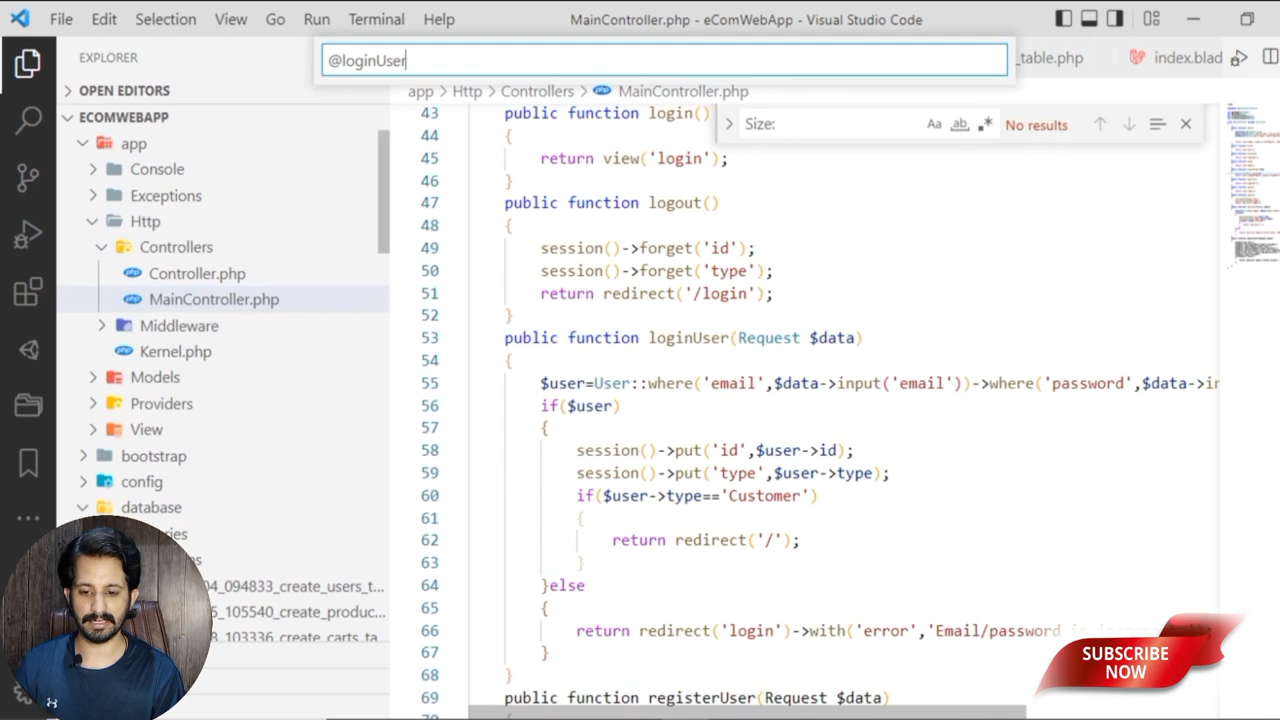 File Edit Selection View Go Run Terminal Help
MainController.php - eComWebApp - Visual Studio Code
@loginUser
_table.php
index.blad
EXPLORER
OPEN EDITORS
ECOMWEBAPP
app
Console
Exceptions
Http
Controllers
Controller.php
MainController.php
Middleware
Kernel.php
Models
Providers
View
bootstrap
config
database
04_094833_create_users_t...
5_105540_create_produc...
103336_create_carts_ta
app > Http > Controllers > MainController.php
Size:
Aa ab
No results
43 public function login()
44 {
45 return view('login');
46 }
47 public function logout()
48 {
49 session()->forget('id');
50 session()->forget('type');
51 return redirect('/login');
52 }
53 public function loginUser(Request $data)
54 {
55 $user=User::where('email',$data->input('email'))->where('password',$data->in
56 if($user)
57 {
58 session()->put('id',$user->id);
59 session()->put('type',$user->type);
60 if($user->type=='Customer')
61 {
62 return redirect('/');
63 }
64 }else
65 {
66 return redirect('login')->with('error','Email/password
67 }
68 }
69 public function registerUser(Request $data)
70 {
SUBSCRIBE
NOW